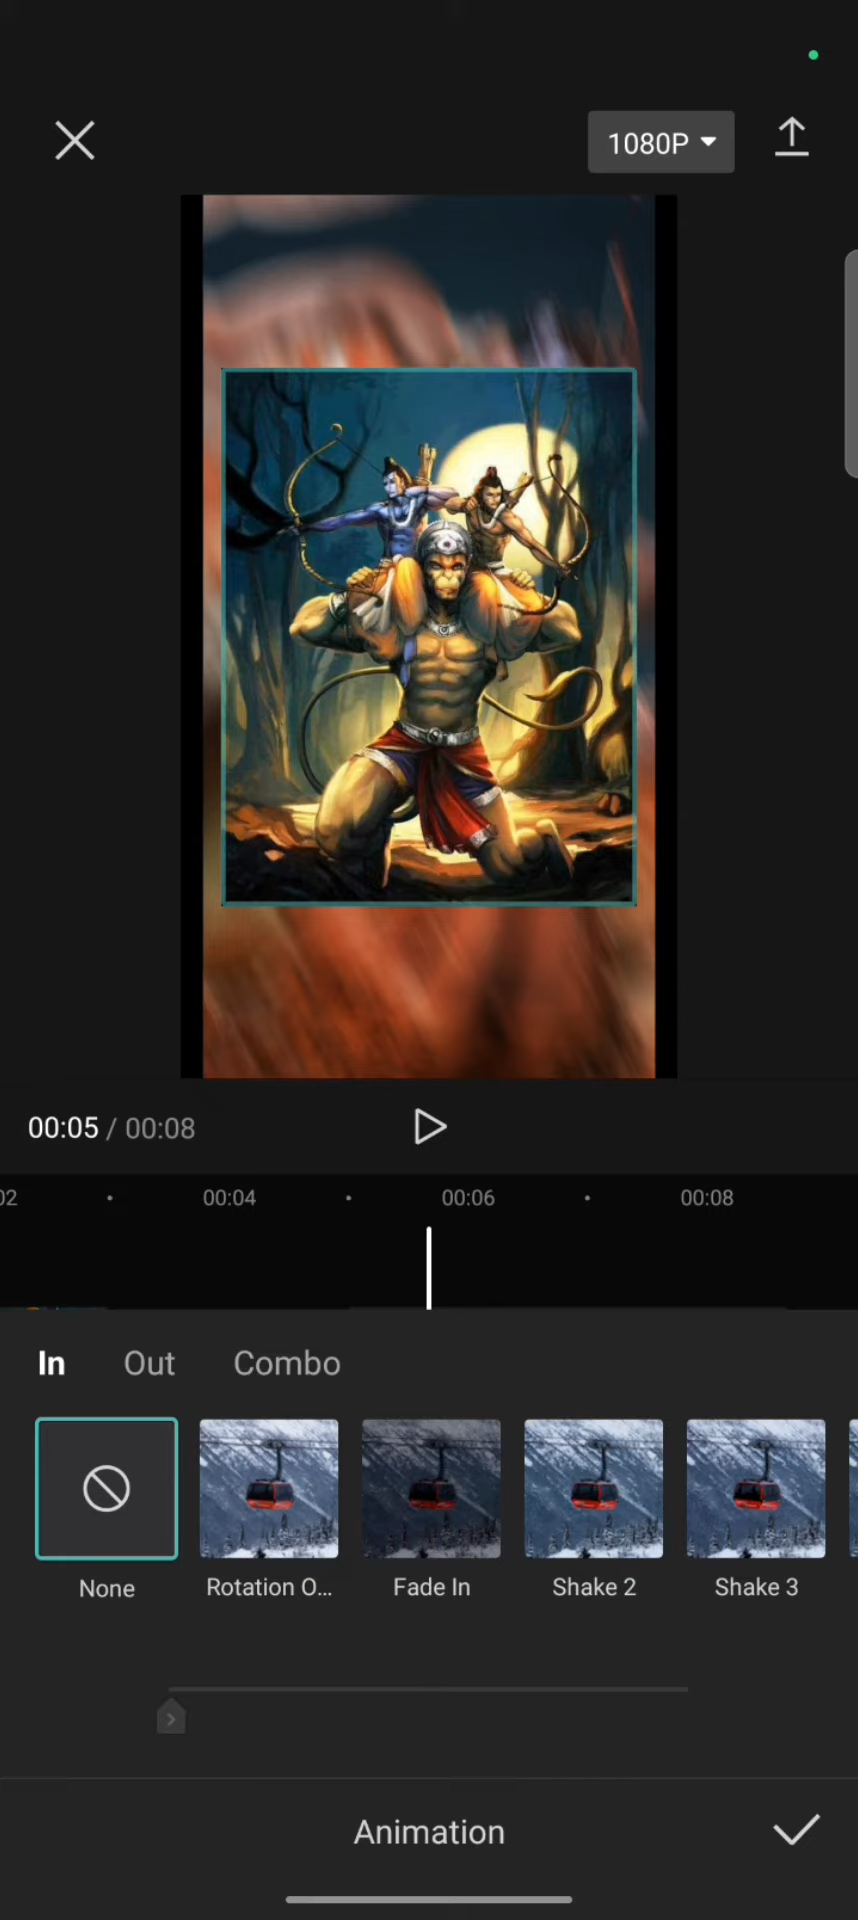 1080P
00:05 / 00:08
02 00:04 00:06 00:08
In Out Combo
None Rotation O... Fade In Shake 2 Shake 3
Animation